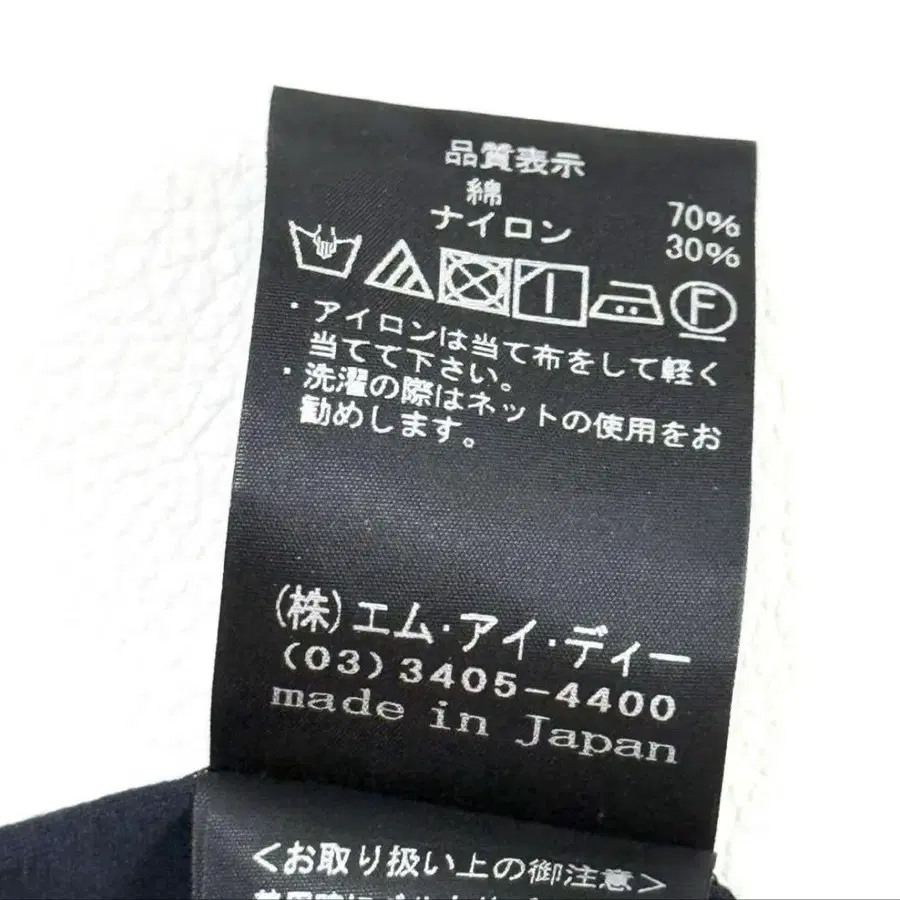 品質表示
綿 70%
ナイロン 30%
F
・アイロンは当て布をして軽く
当てて下さい。
・洗濯の際はネットの使用をお
勧めします。
(株)エム・アイ・ディー
(03)3405-4400
made in Japan
<お取り扱い上の御注意>